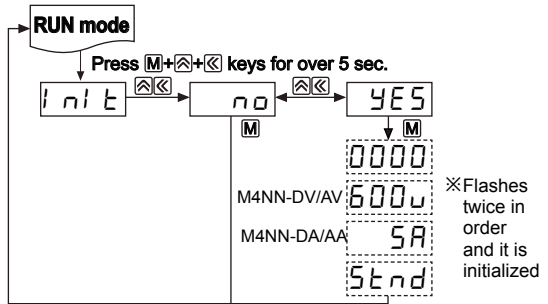 RUN mode
Press M+︽+≪ keys for over 5 sec.
InIt ︽≪ no ︽≪ YES
M M
0000
M4NN-DV/AV 600v
M4NN-DA/AA 5A
Stnd
※Flashes
twice in
order
and it is
initialized